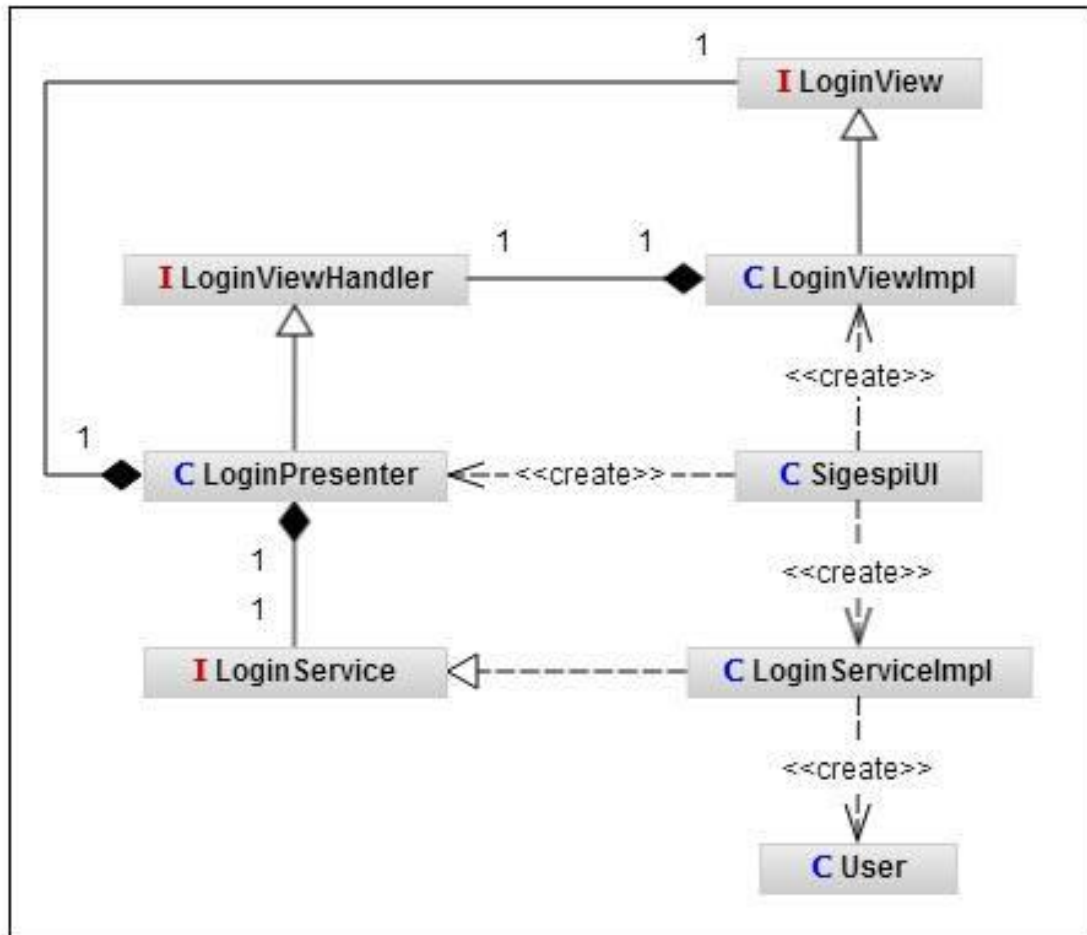 1
I LoginView
1
1
I LoginViewHandler
C LoginViewImpl
<<create>>
1
C LoginPresenter
<<create>>
C SigespiUI
1
<<create>>
1
I LoginService
C LoginServiceImpl
<<create>>
C User